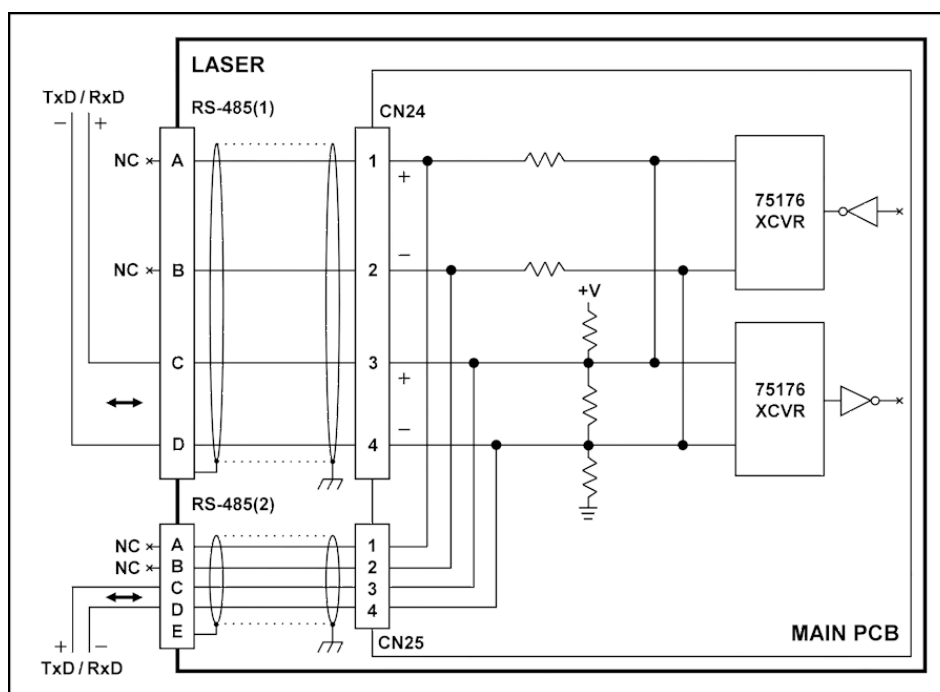 LASER
TxD / RxD
− +
RS-485(1)
CN24
NC A 1
+
75176
XCVR
−
NC B 2
+V
C 3
+
75176
XCVR
−
D 4
RS-485(2)
NC A 1
NC B 2
C 3
D 4
E
+ −
CN25
MAIN PCB
TxD / RxD